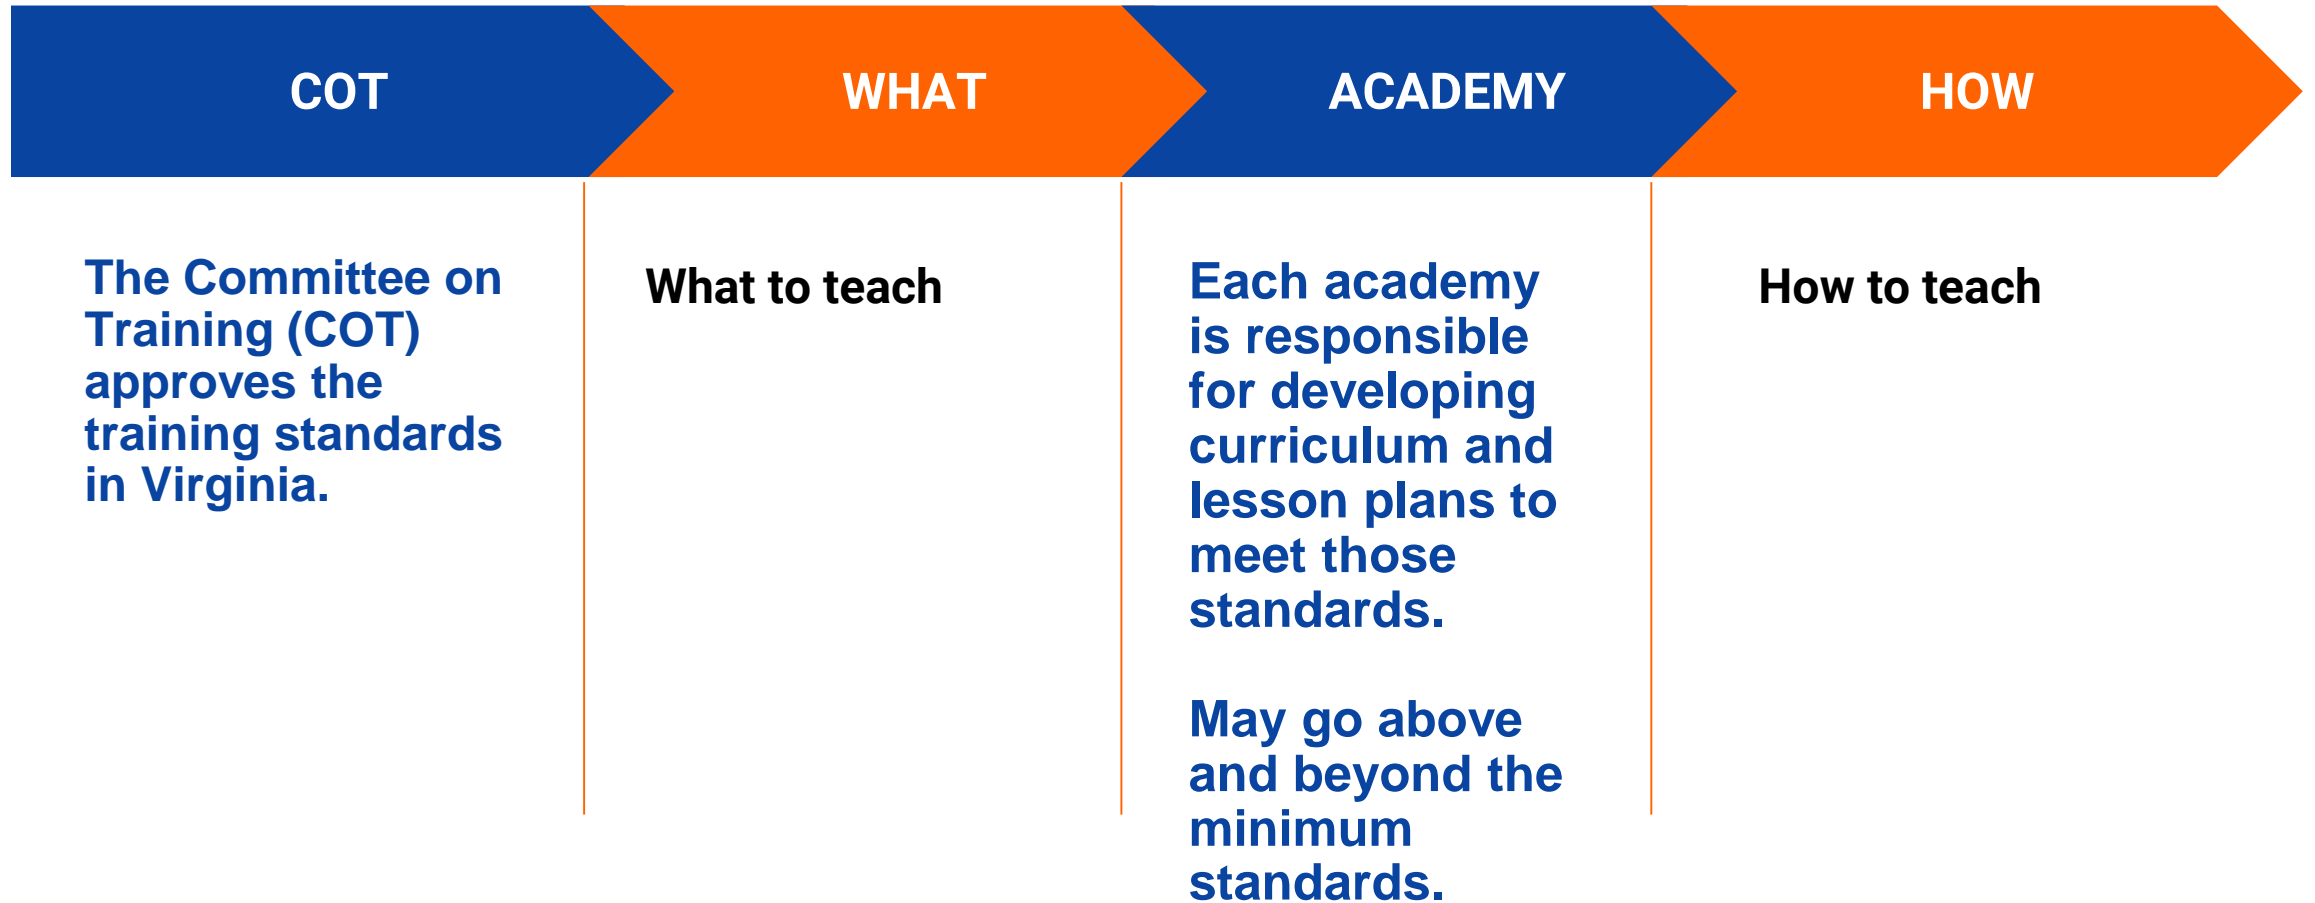 COT
WHAT
ACADEMY
HOW
The Committee on
Training (COT)
approves the
training standards
in Virginia.
What to teach
Each academy
is responsible
for developing
curriculum and
lesson plans to
meet those
standards.
May go above
and beyond the
minimum
standards.
How to teach